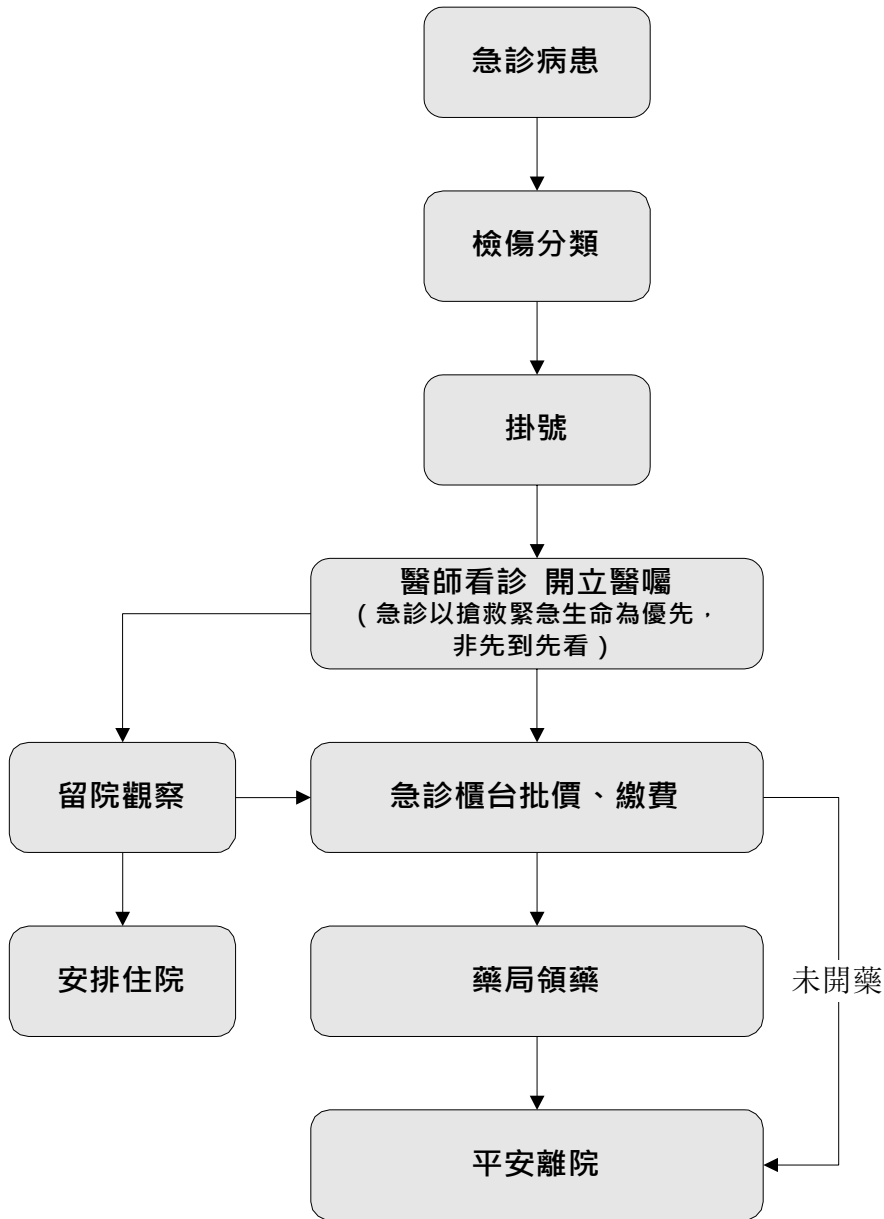 急診病患
檢傷分類
掛號
醫師看診 開立醫囑
（急診以搶救緊急生命為優先，
非先到先看）
留院觀察
急診櫃台批價、繳費
安排住院
藥局領藥
未開藥
平安離院